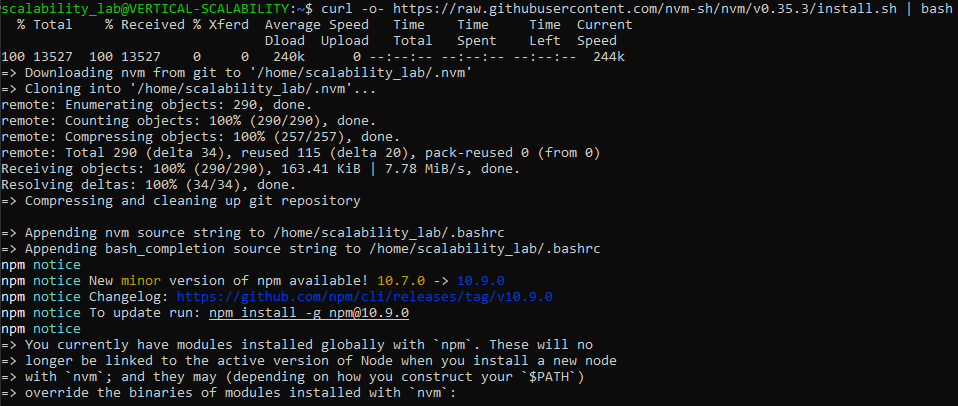 scalability_lab@VERTICAL-SCALABILITY:~$ curl -o- https://raw.githubusercontent.com/nvm-sh/nvm/v0.35.3/install.sh | bash
  % Total    % Received % Xferd  Average Speed   Time    Time     Time  Current
                                 Dload  Upload   Total   Spent    Left  Speed
100 13527  100 13527    0     0   240k      0 --:--:-- --:--:-- --:--:--  244k
=> Downloading nvm from git to '/home/scalability_lab/.nvm'
=> Cloning into '/home/scalability_lab/.nvm'...
remote: Enumerating objects: 290, done.
remote: Counting objects: 100% (290/290), done.
remote: Compressing objects: 100% (257/257), done.
remote: Total 290 (delta 34), reused 115 (delta 20), pack-reused 0 (from 0)
Receiving objects: 100% (290/290), 163.41 KiB | 7.78 MiB/s, done.
Resolving deltas: 100% (34/34), done.
=> Compressing and cleaning up git repository

=> Appending nvm source string to /home/scalability_lab/.bashrc
=> Appending bash_completion source string to /home/scalability_lab/.bashrc
npm notice
npm notice New minor version of npm available! 10.7.0 -> 10.9.0
npm notice Changelog: https://github.com/npm/cli/releases/tag/v10.9.0
npm notice To update run: npm install -g npm@10.9.0
npm notice
=> You currently have modules installed globally with `npm`. These will no
=> longer be linked to the active version of Node when you install a new node
=> with `nvm`; and they may (depending on how you construct your `$PATH`)
=> override the binaries of modules installed with `nvm`: